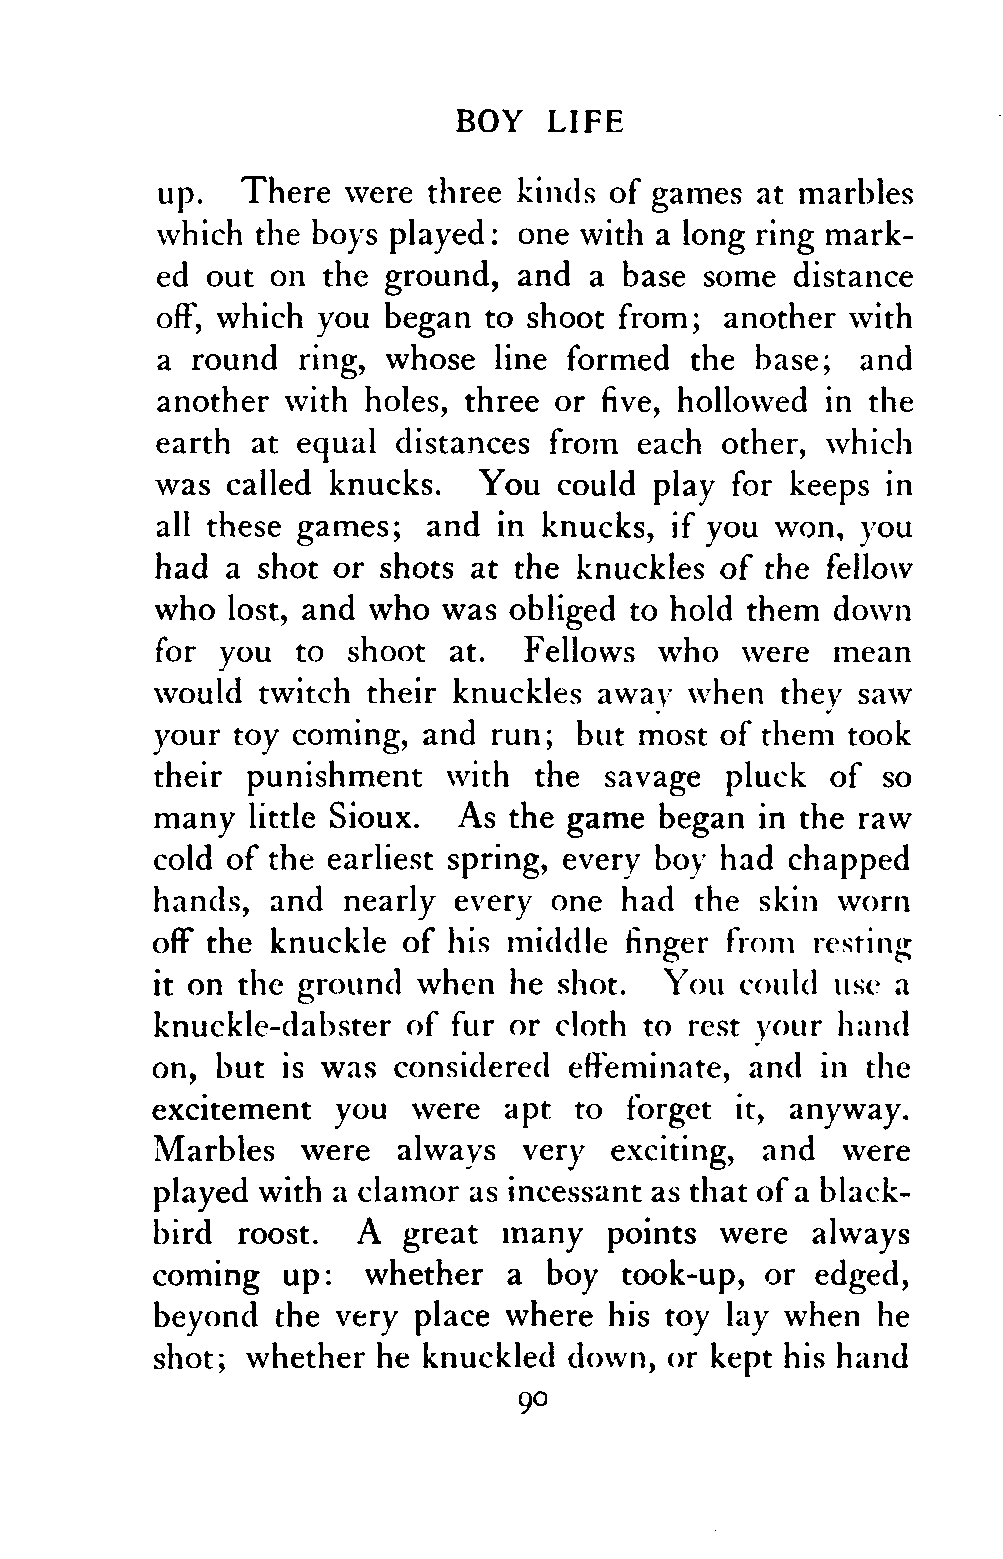 BOY LIFE
up. There were three kinds of games at marbles
which the boys played: one with a long ring mark-
ed out on the ground, and a base some distance
off, which you began to shoot from; another with
a round ring, whose line formed the base; and
another with holes, three or five, hollowed in the
earth at equal distances from each other, which
was called knucks. You could play for keeps in
all these games; and in knucks, if you won, you
had a shot or shots at the knuckles of the fellow
who lost, and who was obliged to hold them down
for you to shoot at. Fellows who were mean
would twitch their knuckles away when they saw
your toy coming, and run; but most of them took
their punishment with the savage pluck of so
many little Sioux. As the game began in the raw
cold of the earliest spring, every boy had chapped
hands, and nearly every one had the skin worn
off the knuckle of his middle finger from resting
it on the ground when he shot. You could use a
knuckle-dabster of fur or cloth to rest your hand
on, but is was considered effeminate, and in the
excitement you were apt to forget it, anyway.
Marbles were always very exciting, and were
played with a clamor as incessant as that of a black-
bird roost. A great many points were always
coming up: whether a boy took-up, or edged,
beyond the very place where his toy lay when he
shot; whether he knuckled down, or kept his hand
90